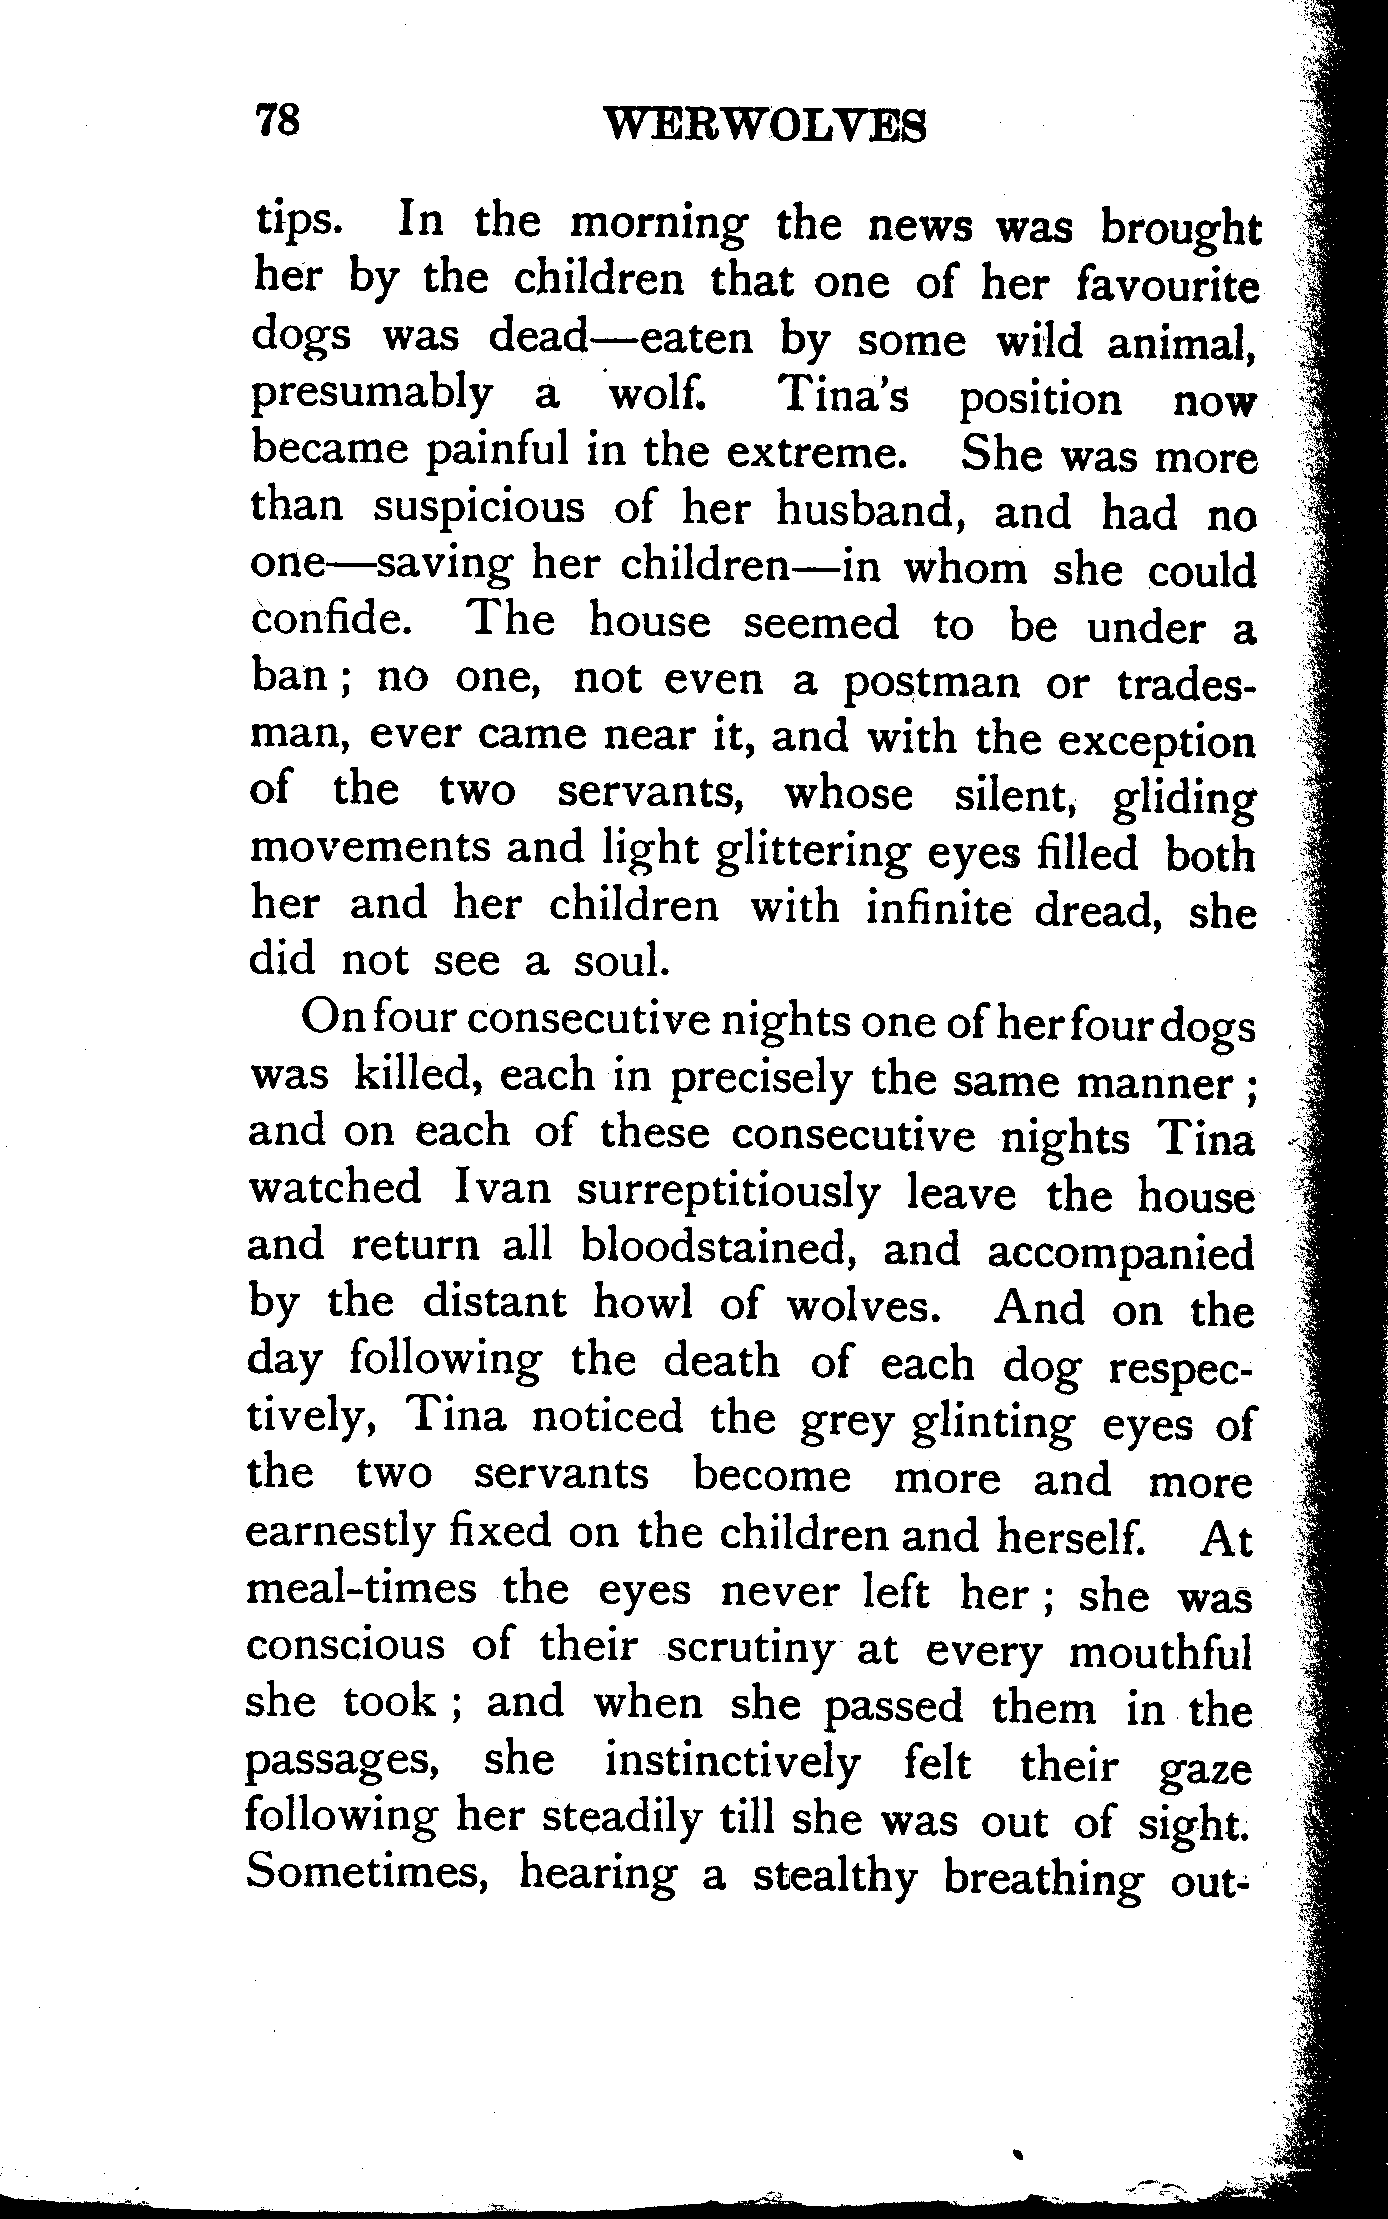 78 WERWOLVES
tips. In the morning the news was brought
her by the children that one of her favourite
dogs was dead—eaten by some wild animal,
presumably a wolf. Tina's position now
became painful in the extreme. She was more
than suspicious of her husband, and had no
one—saving her children—in whom she could
confide. The house seemed to be under a
ban ; no one, not even a postman or trades-
man, ever came near it, and with the exception
of the two servants, whose silent, gliding
movements and light glittering eyes filled both
her and her children with infinite dread, she
did not see a soul.
On four consecutive nights one of her four dogs
was killed, each in precisely the same manner ;
and on each of these consecutive nights Tina
watched Ivan surreptitiously leave the house
and return all bloodstained, and accompanied
by the distant howl of wolves. And on the
day following the death of each dog respec-
tively, Tina noticed the grey glinting eyes of
the two servants become more and more
earnestly fixed on the children and herself. At
meal-times the eyes never left her ; she was
conscious of their scrutiny at every mouthful
she took ; and when she passed them in the
passages, she instinctively felt their gaze
following her steadily till she was out of sight.
Sometimes, hearing a stealthy breathing out-